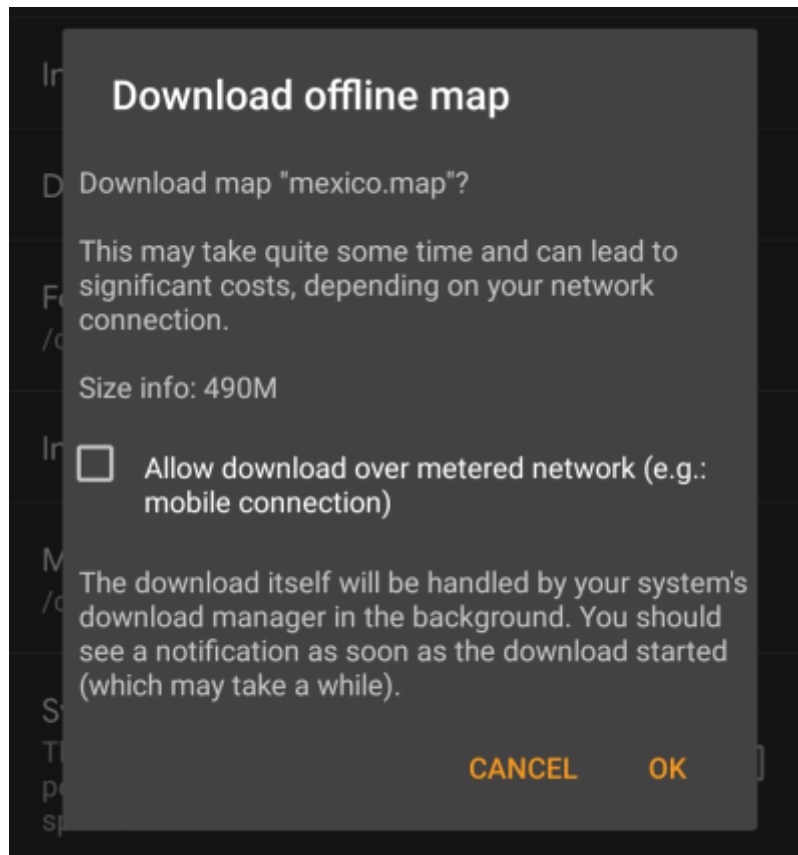 Download offline map
Download map "mexico.map"?
This may take quite some time and can lead to
significant costs, depending on your network
connection.
Size info: 490M
Allow download over metered network (e.g.:
mobile connection)
The download itself will be handled by your system's
download manager in the background. You should
see a notification as soon as the download started
(which may take a while).
CANCEL OK